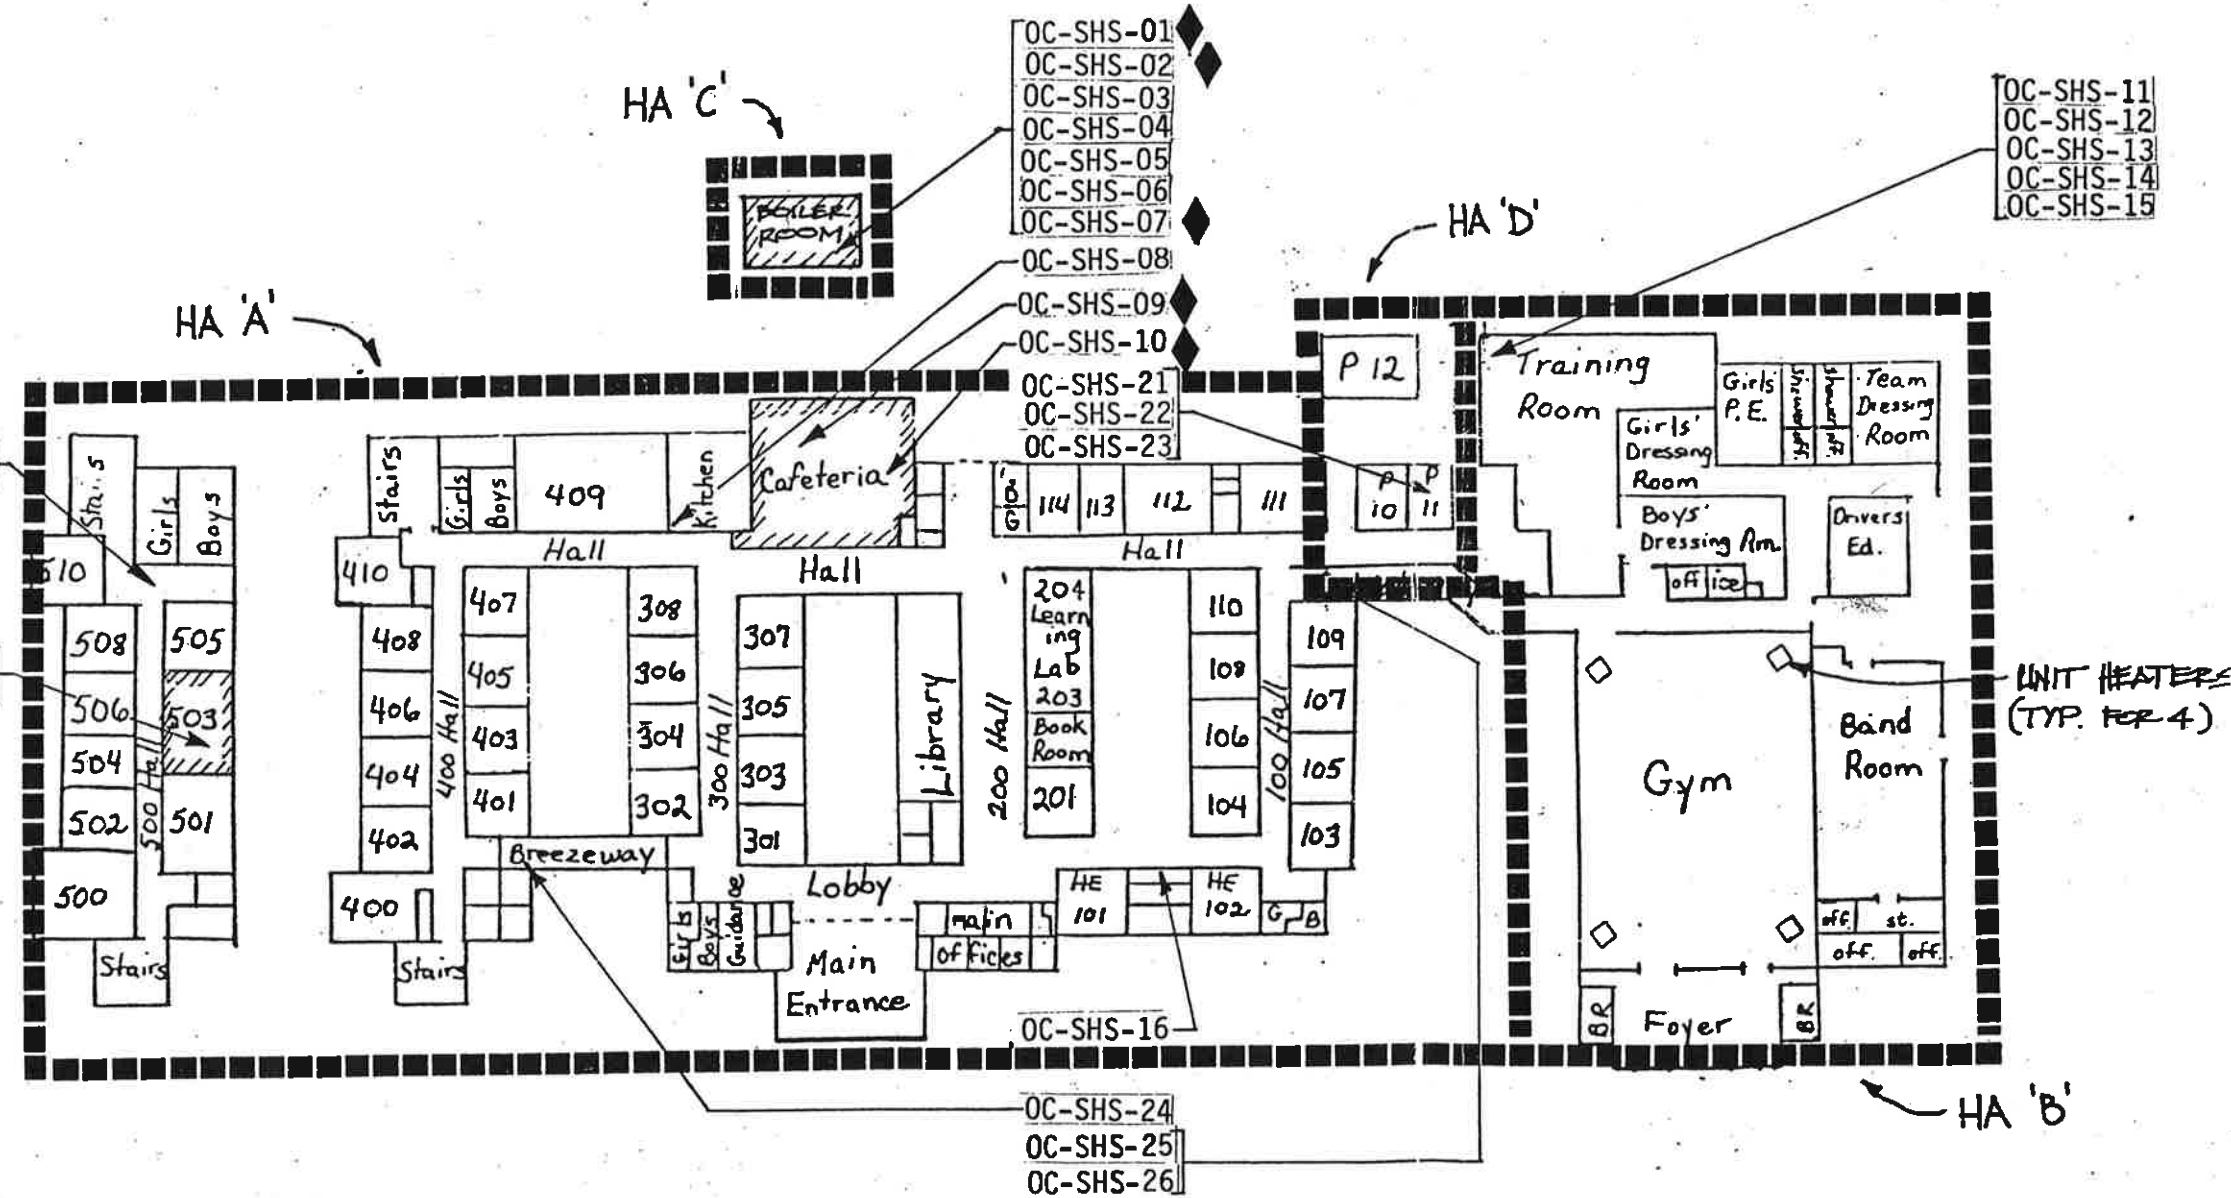 OC-SHS-01
OC-SHS-02
OC-SHS-03
OC-SHS-04
OC-SHS-05
OC-SHS-06
OC-SHS-07
OC-SHS-08
OC-SHS-09
OC-SHS-10
OC-SHS-21
OC-SHS-22
OC-SHS-23
OC-SHS-11
OC-SHS-12
OC-SHS-13
OC-SHS-14
OC-SHS-15
HA 'C'
BOILER
ROOM
HA 'D'
HA 'A'
P 12
Training
Room
Girls'
P.E.
shower
off.
shower
off.
Team
Dressing
Room
Girls'
Dressing
Room
Boys'
Dressing Rm.
office
Drivers
Ed.
Stairs
Girls
Boys
Stairs
Girls
Boys
409
Kitchen
Cafeteria
114
113
112
111
P
10
P
11
510
410
Hall
Hall
Hall
508
505
506
503
504
502
501
500
500 Hall
Stairs
408
406
404
402
400
400 Hall
Stairs
407
405
403
401
308
306
304
302
300 Hall
Breezeway
307
305
303
301
Library
200 Hall
204
Learn
ing
Lab
203
Book
Room
201
110
108
106
104
100 Hall
109
107
105
103
Lobby
Girls
Boys
Guidance
Main
Entrance
main
offices
HE
101
HE
102
G
B
Gym
Band
Room
off.
st.
off.
off.
BR
Foyer
BR
UNIT HEATERS
(TYP. FOR 4)
OC-SHS-16
OC-SHS-24
OC-SHS-25
OC-SHS-26
HA 'B'